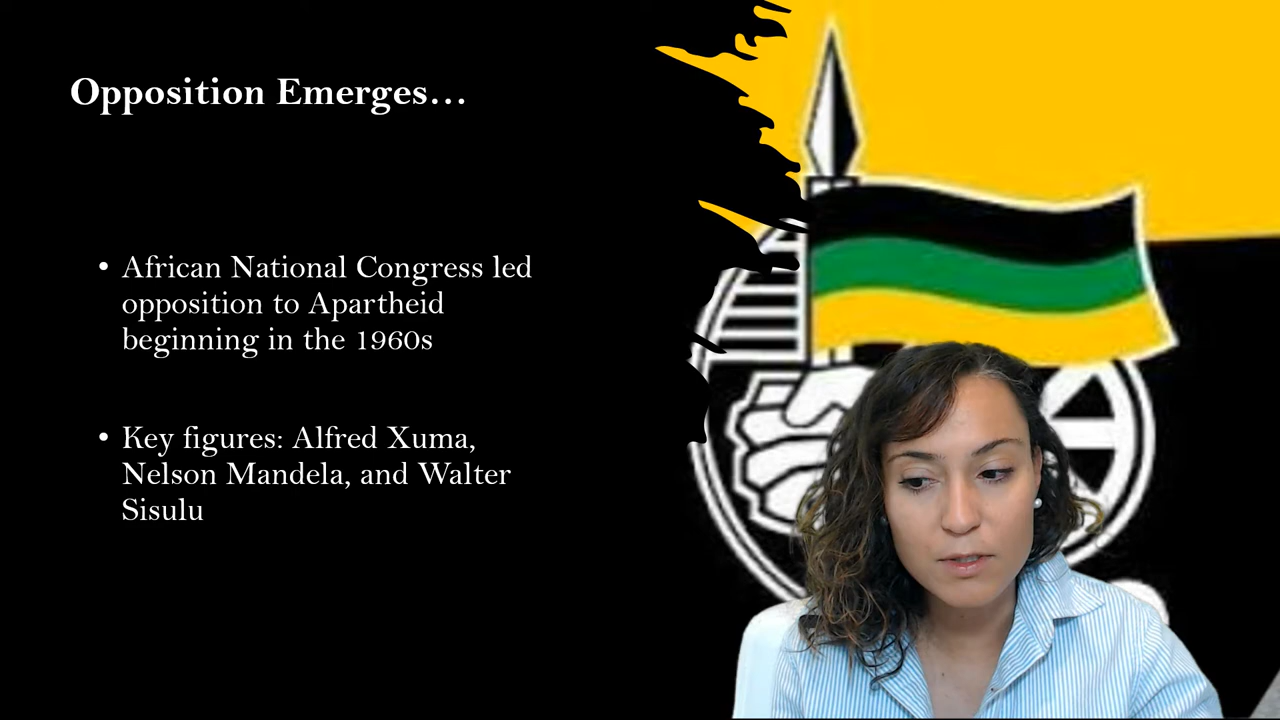 Opposition Emerges…
• African National Congress led
opposition to Apartheid
beginning in the 1960s
• Key figures: Alfred Xuma,
Nelson Mandela, and Walter
Sisulu